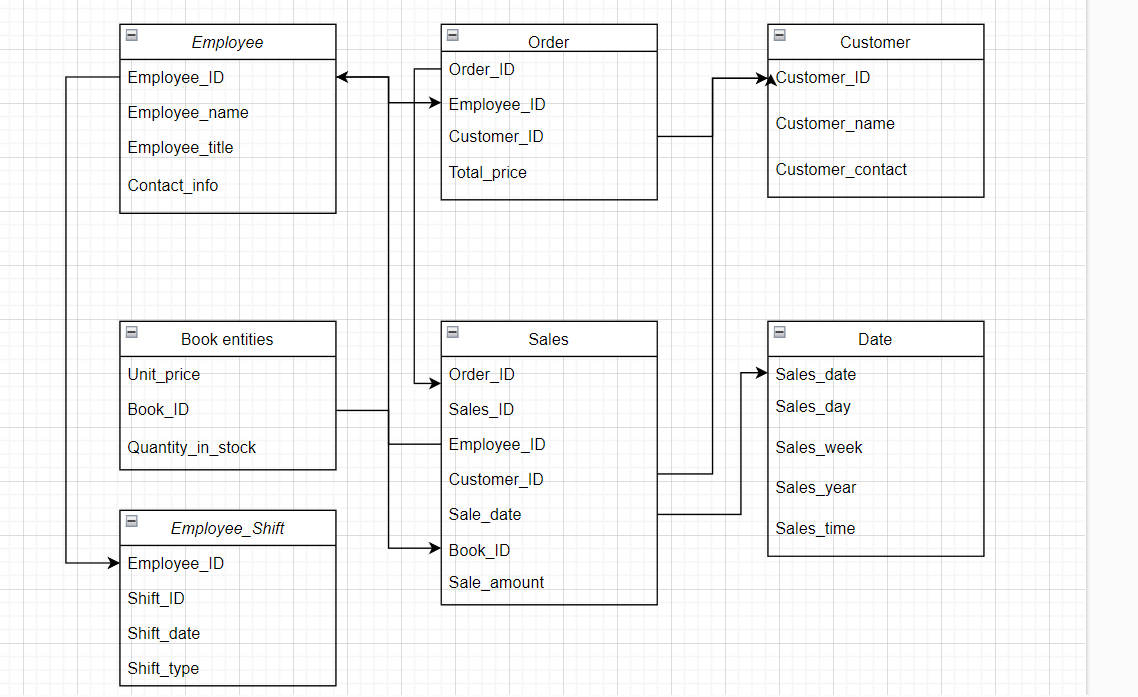 Employee
Employee_ID
Employee_name
Employee_title
Contact_info
Order
Order_ID
Employee_ID
Customer_ID
Total_price
Customer
Customer_ID
Customer_name
Customer_contact
Book entities
Unit_price
Book_ID
Quantity_in_stock
Sales
Order_ID
Sales_ID
Employee_ID
Customer_ID
Sale_date
Book_ID
Sale_amount
Date
Sales_date
Sales_day
Sales_week
Sales_year
Sales_time
Employee_Shift
Employee_ID
Shift_ID
Shift_date
Shift_type